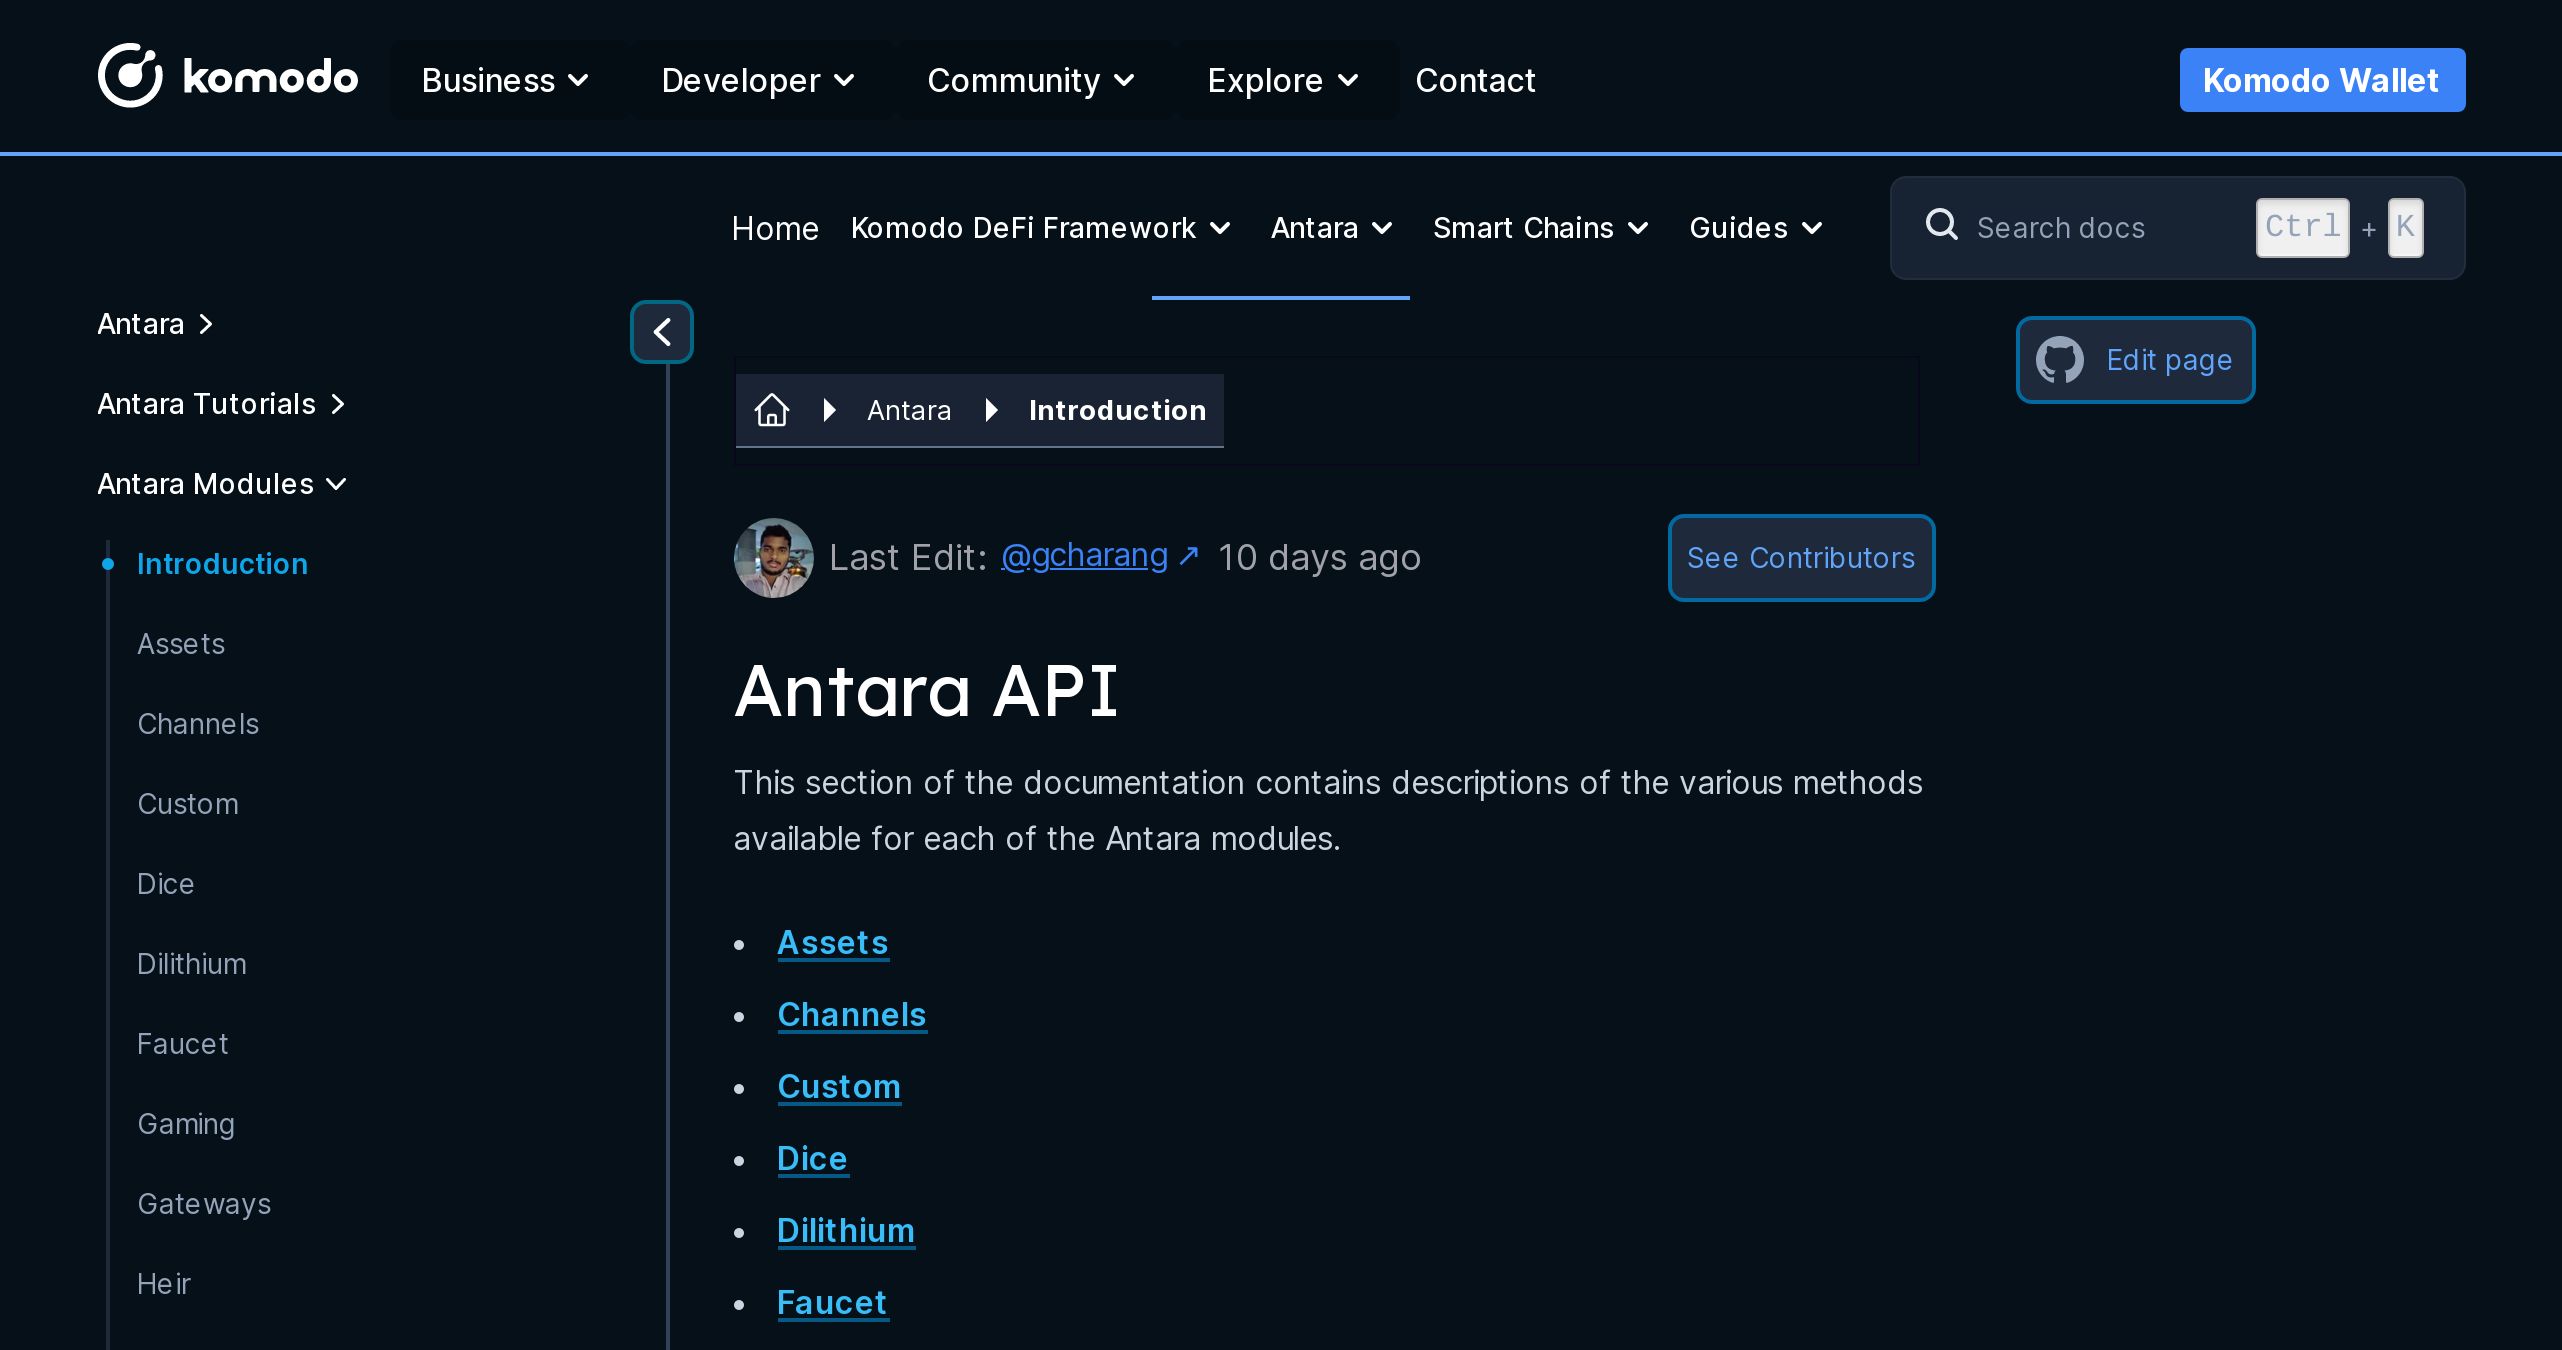 komodo Business Developer Community Explore Contact Komodo Wallet
Home Komodo DeFi Framework Antara Smart Chains Guides Search docs Ctrl + K
Antara
Antara Tutorials
Antara Modules
Introduction
Assets
Channels
Custom
Dice
Dilithium
Faucet
Gaming
Gateways
Heir
Antara Introduction
Edit page
Last Edit: @gcharang ↗ 10 days ago
See Contributors
Antara API
This section of the documentation contains descriptions of the various methods
available for each of the Antara modules.
• Assets
• Channels
• Custom
• Dice
• Dilithium
• Faucet